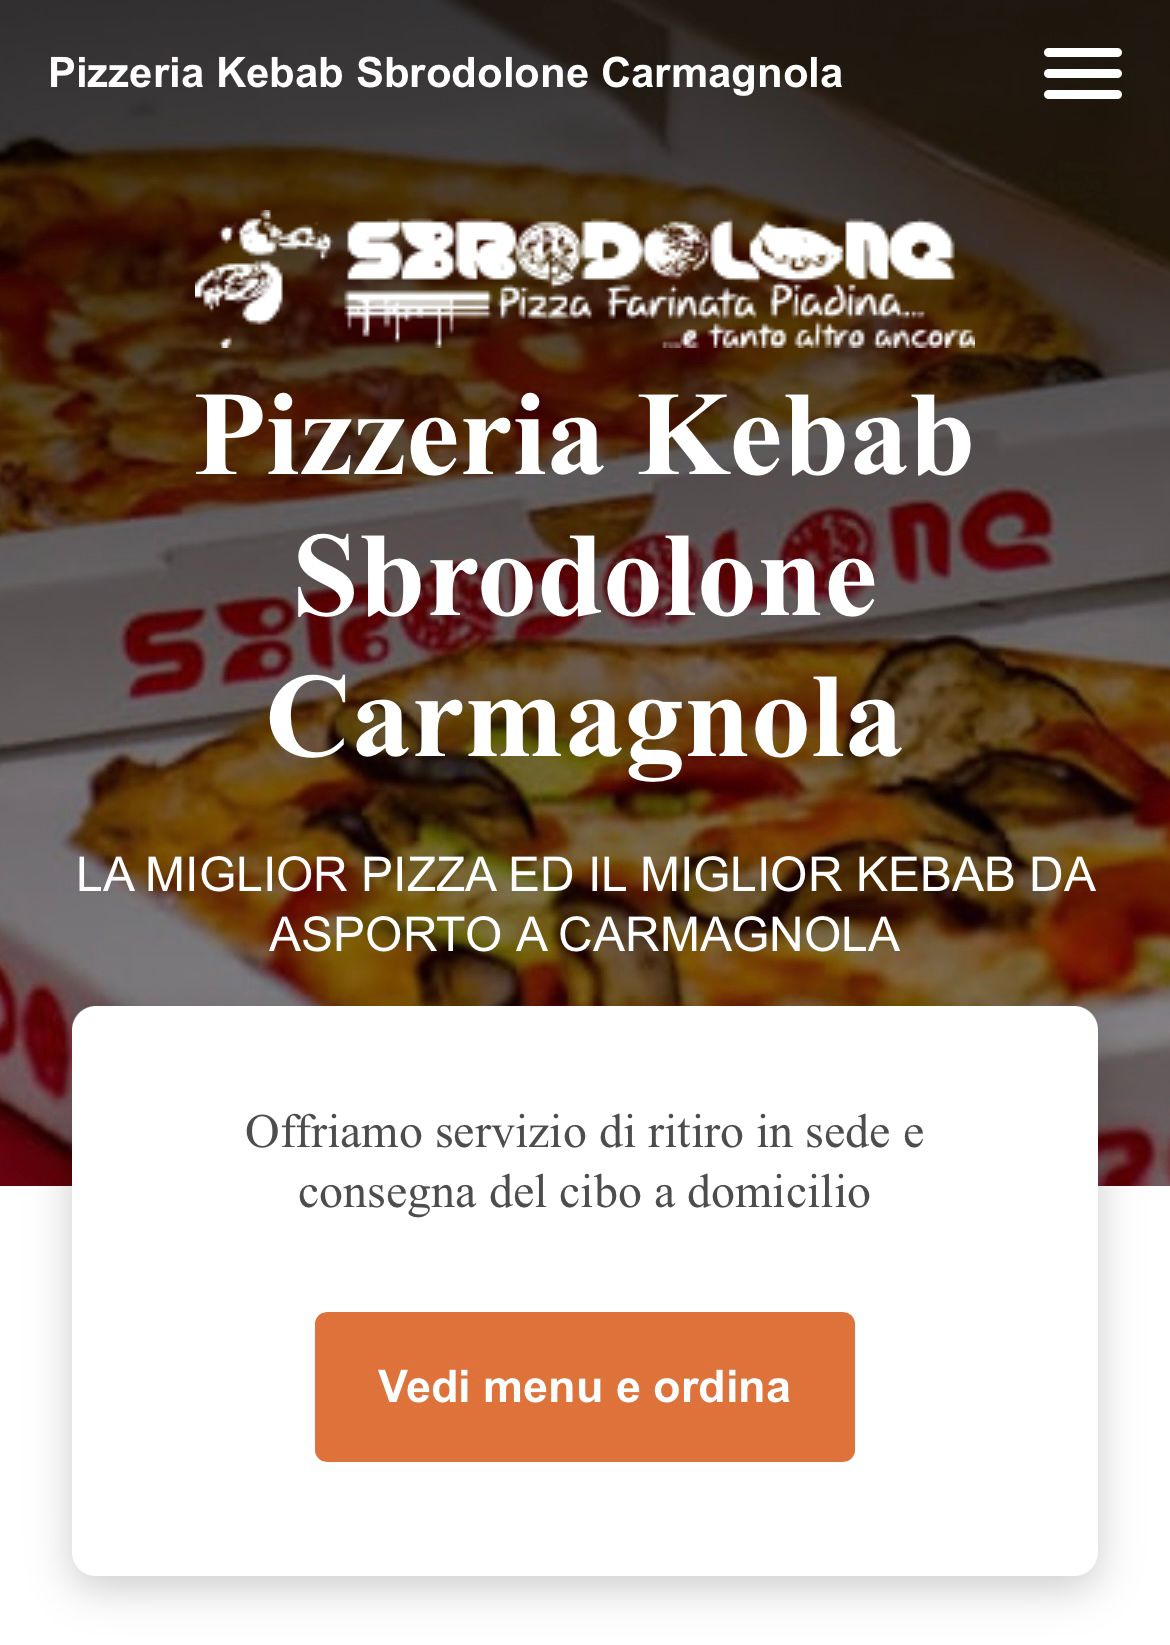 Pizzeria Kebab Sbrodolone Carmagnola
SBRODOLONE
Pizza Farinata Piadina...
...e tanto altro ancora
Pizzeria Kebab
Sbrodolone
Carmagnola
SBRODOLONE
LA MIGLIOR PIZZA ED IL MIGLIOR KEBAB DA
ASPORTO A CARMAGNOLA
Offriamo servizio di ritiro in sede e
consegna del cibo a domicilio
Vedi menu e ordina